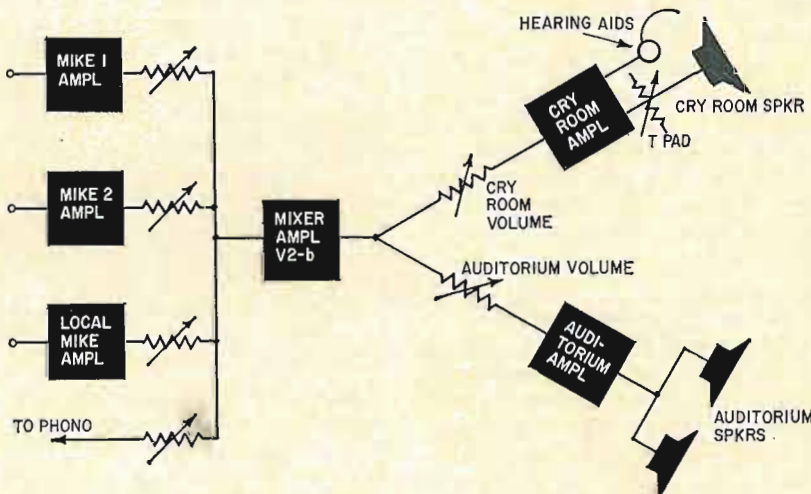 MIKE 1
AMPL
MIKE 2
AMPL
LOCAL
MIKE
AMPL
TO PHONO
MIXER
AMPL
V2-b
HEARING AIDS
CRY
ROOM
AMPL
CRY ROOM SPKR
T PAD
CRY
ROOM
VOLUME
AUDITORIUM VOLUME
AUDI-
TORIUM
AMPL
AUDITORIUM
SPKRS